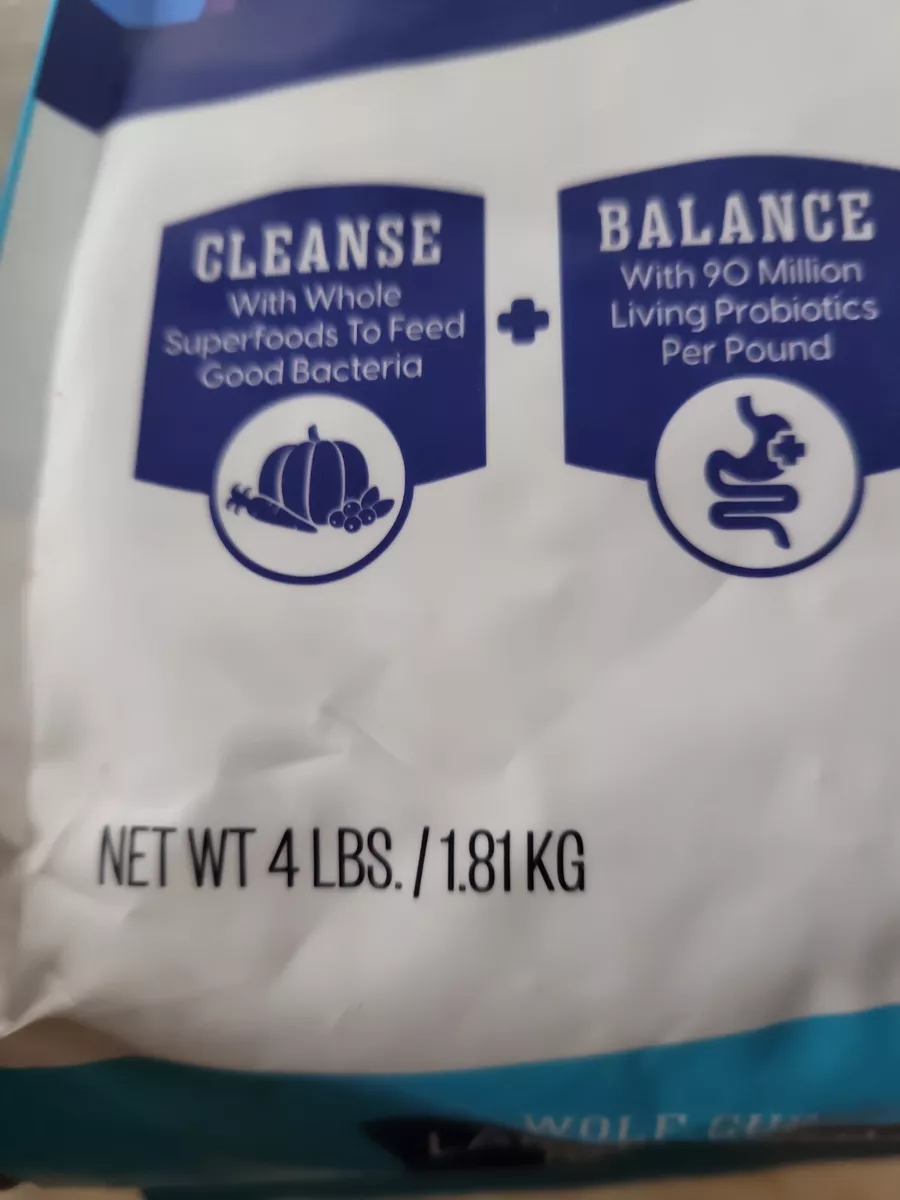 CLEANSE
With Whole
Superfoods To Feed
Good Bacteria
BALANCE
With 90 Million
Living Probiotics
Per Pound
NET WT 4 LBS. / 1.81 KG
WOLF